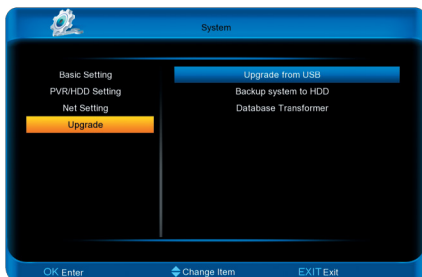 System
Basic Setting
PVR/HDD Setting
Net Setting
Upgrade
Upgrade from USB
Backup system to HDD
Database Transformer
OK Enter
Change Item
EXIT Exit